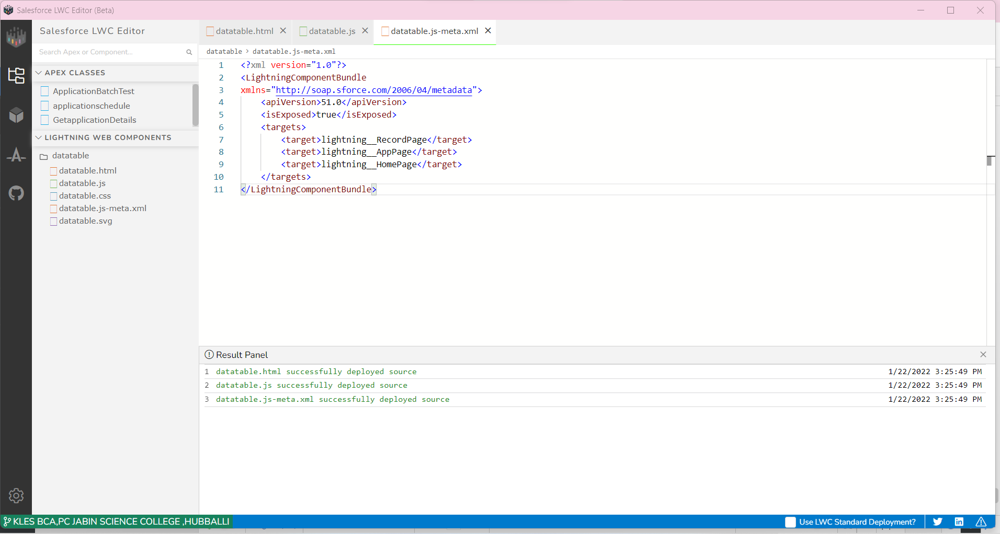 Salesforce LWC Editor (Beta)
Salesforce LWC Editor
Search Apex or Component...
APEX CLASSES
ApplicationBatchTest
applicationschedule
GetapplicationDetails
LIGHTNING WEB COMPONENTS
datatable
datatable.html
datatable.js
datatable.css
datatable.js-meta.xml
datatable.svg
datatable.html
datatable.js
datatable.js-meta.xml
datatable > datatable.js-meta.xml
1 <?xml version="1.0"?>
2 <LightningComponentBundle
3 xmlns="http://soap.sforce.com/2006/04/metadata">
4 <apiVersion>51.0</apiVersion>
5 <isExposed>true</isExposed>
6 <targets>
7 <target>lightning__RecordPage</target>
8 <target>lightning__AppPage</target>
9 <target>lightning__HomePage</target>
10 </targets>
11 </LightningComponentBundle>
Result Panel
1 datatable.html successfully deployed source 1/22/2022 3:25:49 PM
2 datatable.js successfully deployed source 1/22/2022 3:25:49 PM
3 datatable.js-meta.xml successfully deployed source 1/22/2022 3:25:49 PM
KLES BCA,PC JABIN SCIENCE COLLEGE ,HUBBALLI
Use LWC Standard Deployment?